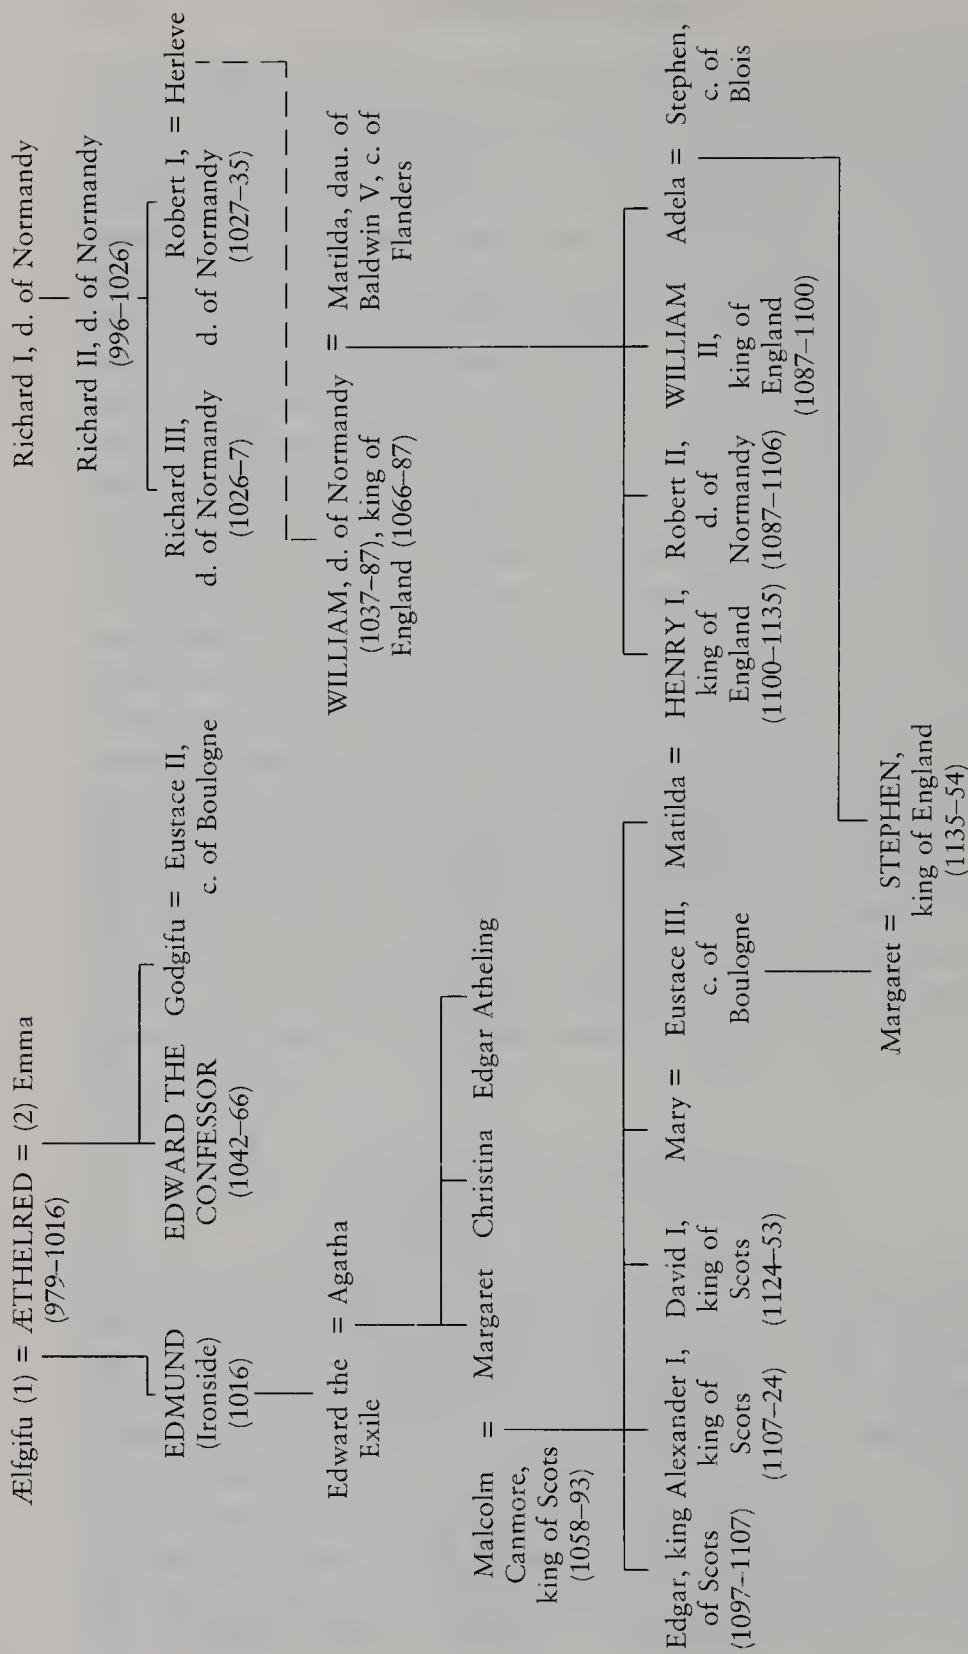 Ælfgifu (1) = ÆTHELRED = (2) Emma
(979–1016)
Richard I, d. of Normandy
Richard II, d. of Normandy
(996–1026)
EDMUND
(Ironside)
(1016)
EDWARD THE
CONFESSOR
(1042–66)
Godgifu = Eustace II,
c. of Boulogne
Richard III,
d. of Normandy
(1026–7)
Robert I, = Herleve
d. of Normandy
(1027–35)
Edward the = Agatha
Exile
WILLIAM, d. of Normandy = Matilda, dau. of
(1037–87), king of
England (1066–87)
Baldwin V, c. of
Flanders
Malcolm = Margaret Christina Edgar Atheling
Canmore,
king of Scots
(1058–93)
Edgar, king
of Scots
(1097–1107)
Alexander I,
king of
Scots
(1107–24)
David I,
king of
Scots
(1124–53)
Mary = Eustace III,
c. of
Boulogne
Matilda = HENRY I,
king of
England
(1100–1135)
Robert II,
d. of
Normandy
(1087–1106)
WILLIAM
II,
king of
England
(1087–1100)
Adela = Stephen,
c. of
Blois
Margaret = STEPHEN,
king of England
(1135–54)